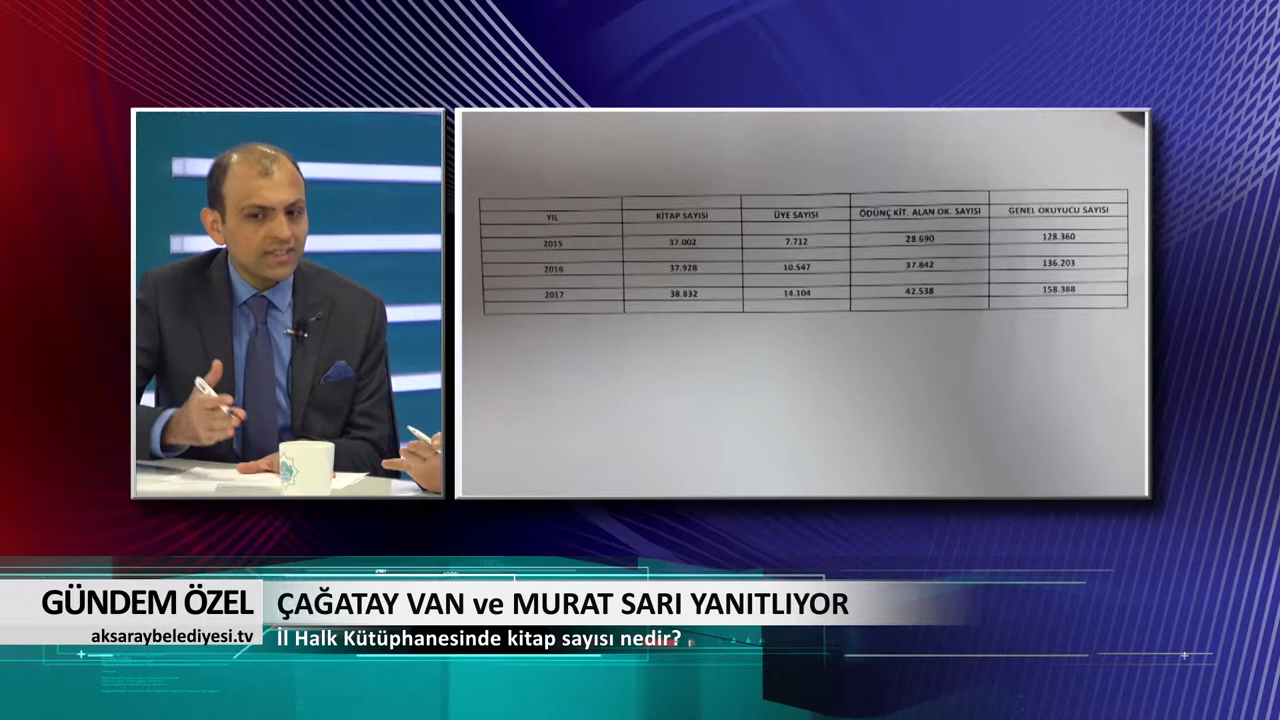 YIL KİTAP SAYISI ÜYE SAYISI ÖDÜNÇ KİT. ALAN OK. SAYISI GENEL OKUYUCU SAYISI
2015 37.002 7.712 28.690 128.360
2016 37.928 10.547 37.842 136.203
2017 38.832 14.104 42.538 158.388
GÜNDEM ÖZEL
aksaraybelediyesi.tv
ÇAĞATAY VAN ve MURAT SARI YANITLIYOR
İl Halk Kütüphanesinde kitap sayısı nedir?